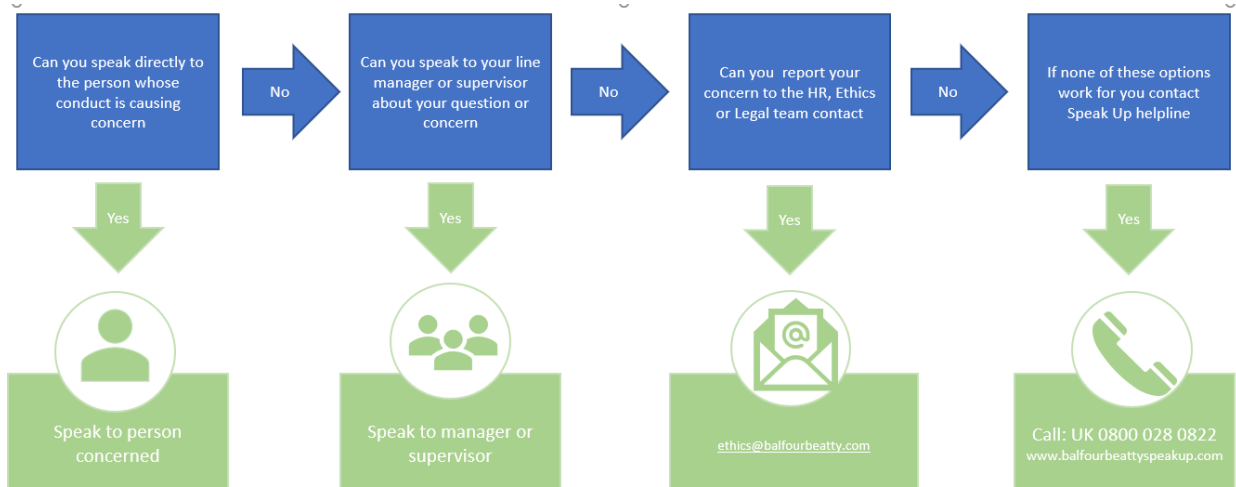 Can you speak directly to
the person whose
conduct is causing
concern
No
Can you speak to your line
manager or supervisor
about your question or
concern
No
Can you report your
concern to the HR, Ethics
or Legal team contact
No
If none of these options
work for you contact
Speak Up helpline
Yes
Yes
Yes
Yes
@
Speak to person
concerned
Speak to manager or
supervisor
ethics@balfourbeatty.com
Call: UK 0800 028 0822
www.balfourbeattyspeakup.com